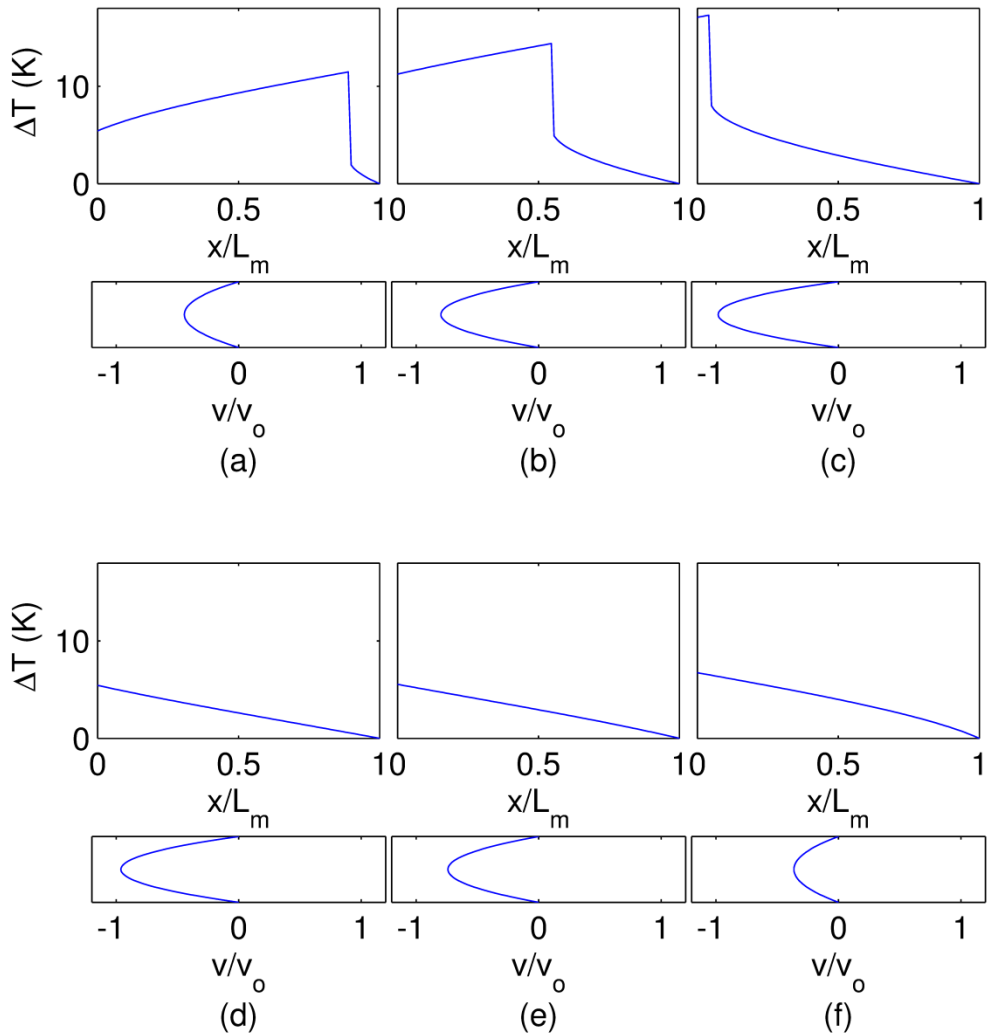 ΔT (K)
10
0
0 0.5 10 0.5 10 0.5 1
x/L_m x/L_m x/L_m
-1 0 1 -1 0 1 -1 0 1
v/v_o v/v_o v/v_o
(a) (b) (c)
ΔT (K)
10
0
0 0.5 10 0.5 10 0.5 1
x/L_m x/L_m x/L_m
-1 0 1 -1 0 1 -1 0 1
v/v_o v/v_o v/v_o
(d) (e) (f)